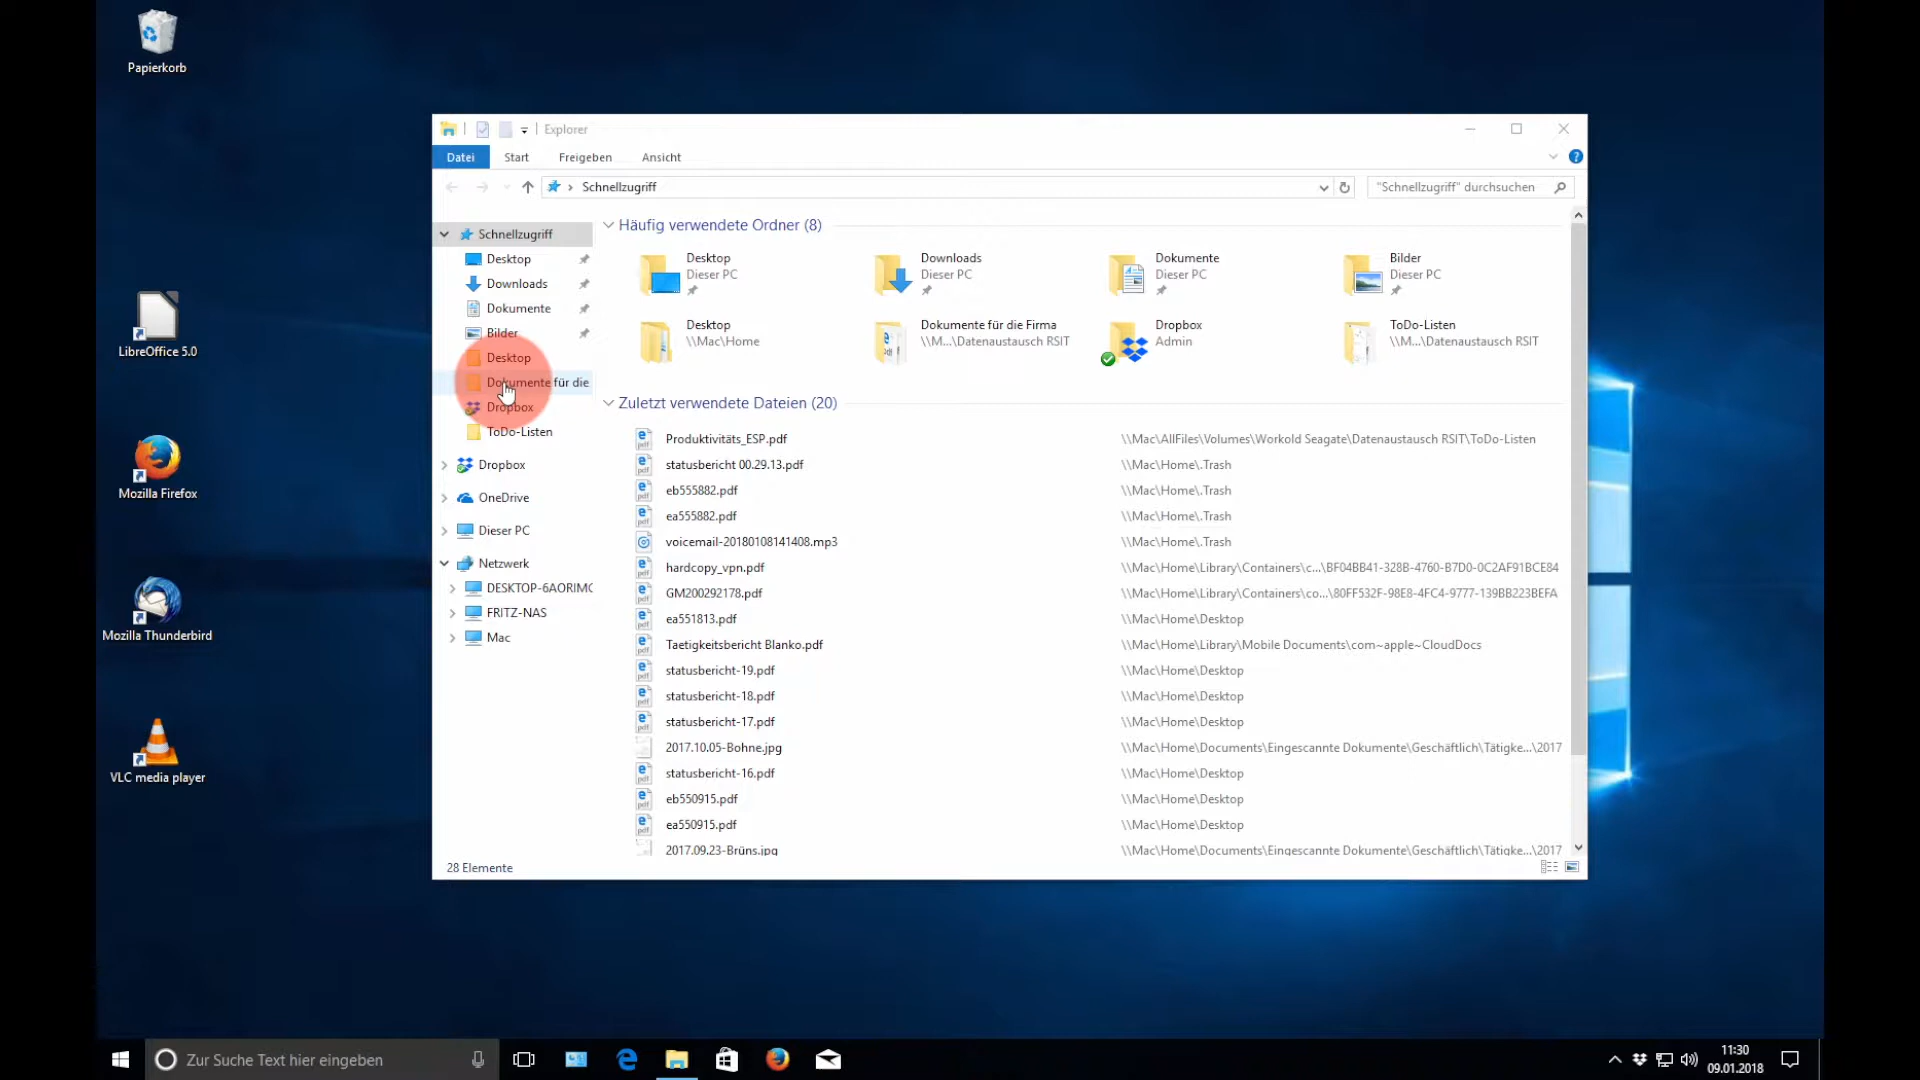 Papierkorb
LibreOffice 5.0
Mozilla Firefox
Mozilla Thunderbird
VLC media player
Explorer
Datei
Start
Freigeben
Ansicht
Schnellzugriff
"Schnellzugriff" durchsuchen
Schnellzugriff
Desktop
Downloads
Dokumente
Bilder
Desktop
Dokumente für die
Dropbox
ToDo-Listen
Dropbox
OneDrive
Dieser PC
Netzwerk
DESKTOP-6AORIMC
FRITZ-NAS
Mac
Häufig verwendete Ordner (8)
Desktop
Dieser PC
Downloads
Dieser PC
Dokumente
Dieser PC
Bilder
Dieser PC
Desktop
\\Mac\Home
Dokumente für die Firma
\\M...\Datenaustausch RSIT
Dropbox
Admin
ToDo-Listen
\\M...\Datenaustausch RSIT
Zuletzt verwendete Dateien (20)
Produktivitäts_ESP.pdf \\Mac\AllFiles\Volumes\Workold Seagate\Datenaustausch RSIT\ToDo-Listen
statusbericht 00.29.13.pdf \\Mac\Home\.Trash
eb555882.pdf \\Mac\Home\.Trash
ea555882.pdf \\Mac\Home\.Trash
voicemail-20180108141408.mp3 \\Mac\Home\.Trash
hardcopy_vpn.pdf \\Mac\Home\Library\Containers\c...\BF04BB41-328B-4760-B7D0-0C2AF91BCE84
GM200292178.pdf \\Mac\Home\Library\Containers\co...\80FF532F-98E8-4FC4-9777-139BB223BEFA
ea551813.pdf \\Mac\Home\Desktop
Taetigkeitsbericht Blanko.pdf \\Mac\Home\Library\Mobile Documents\com~apple~CloudDocs
statusbericht-19.pdf \\Mac\Home\Desktop
statusbericht-18.pdf \\Mac\Home\Desktop
statusbericht-17.pdf \\Mac\Home\Desktop
2017.10.05-Bohne.jpg \\Mac\Home\Documents\Eingescannte Dokumente\Geschäftlich\Tätigke...\2017
statusbericht-16.pdf \\Mac\Home\Desktop
eb550915.pdf \\Mac\Home\Desktop
ea550915.pdf \\Mac\Home\Desktop
2017.09.23-Brüns.jpg \\Mac\Home\Documents\Eingescannte Dokumente\Geschäftlich\Tätigke...\2017
28 Elemente
Zur Suche Text hier eingeben
11:30
09.01.2018